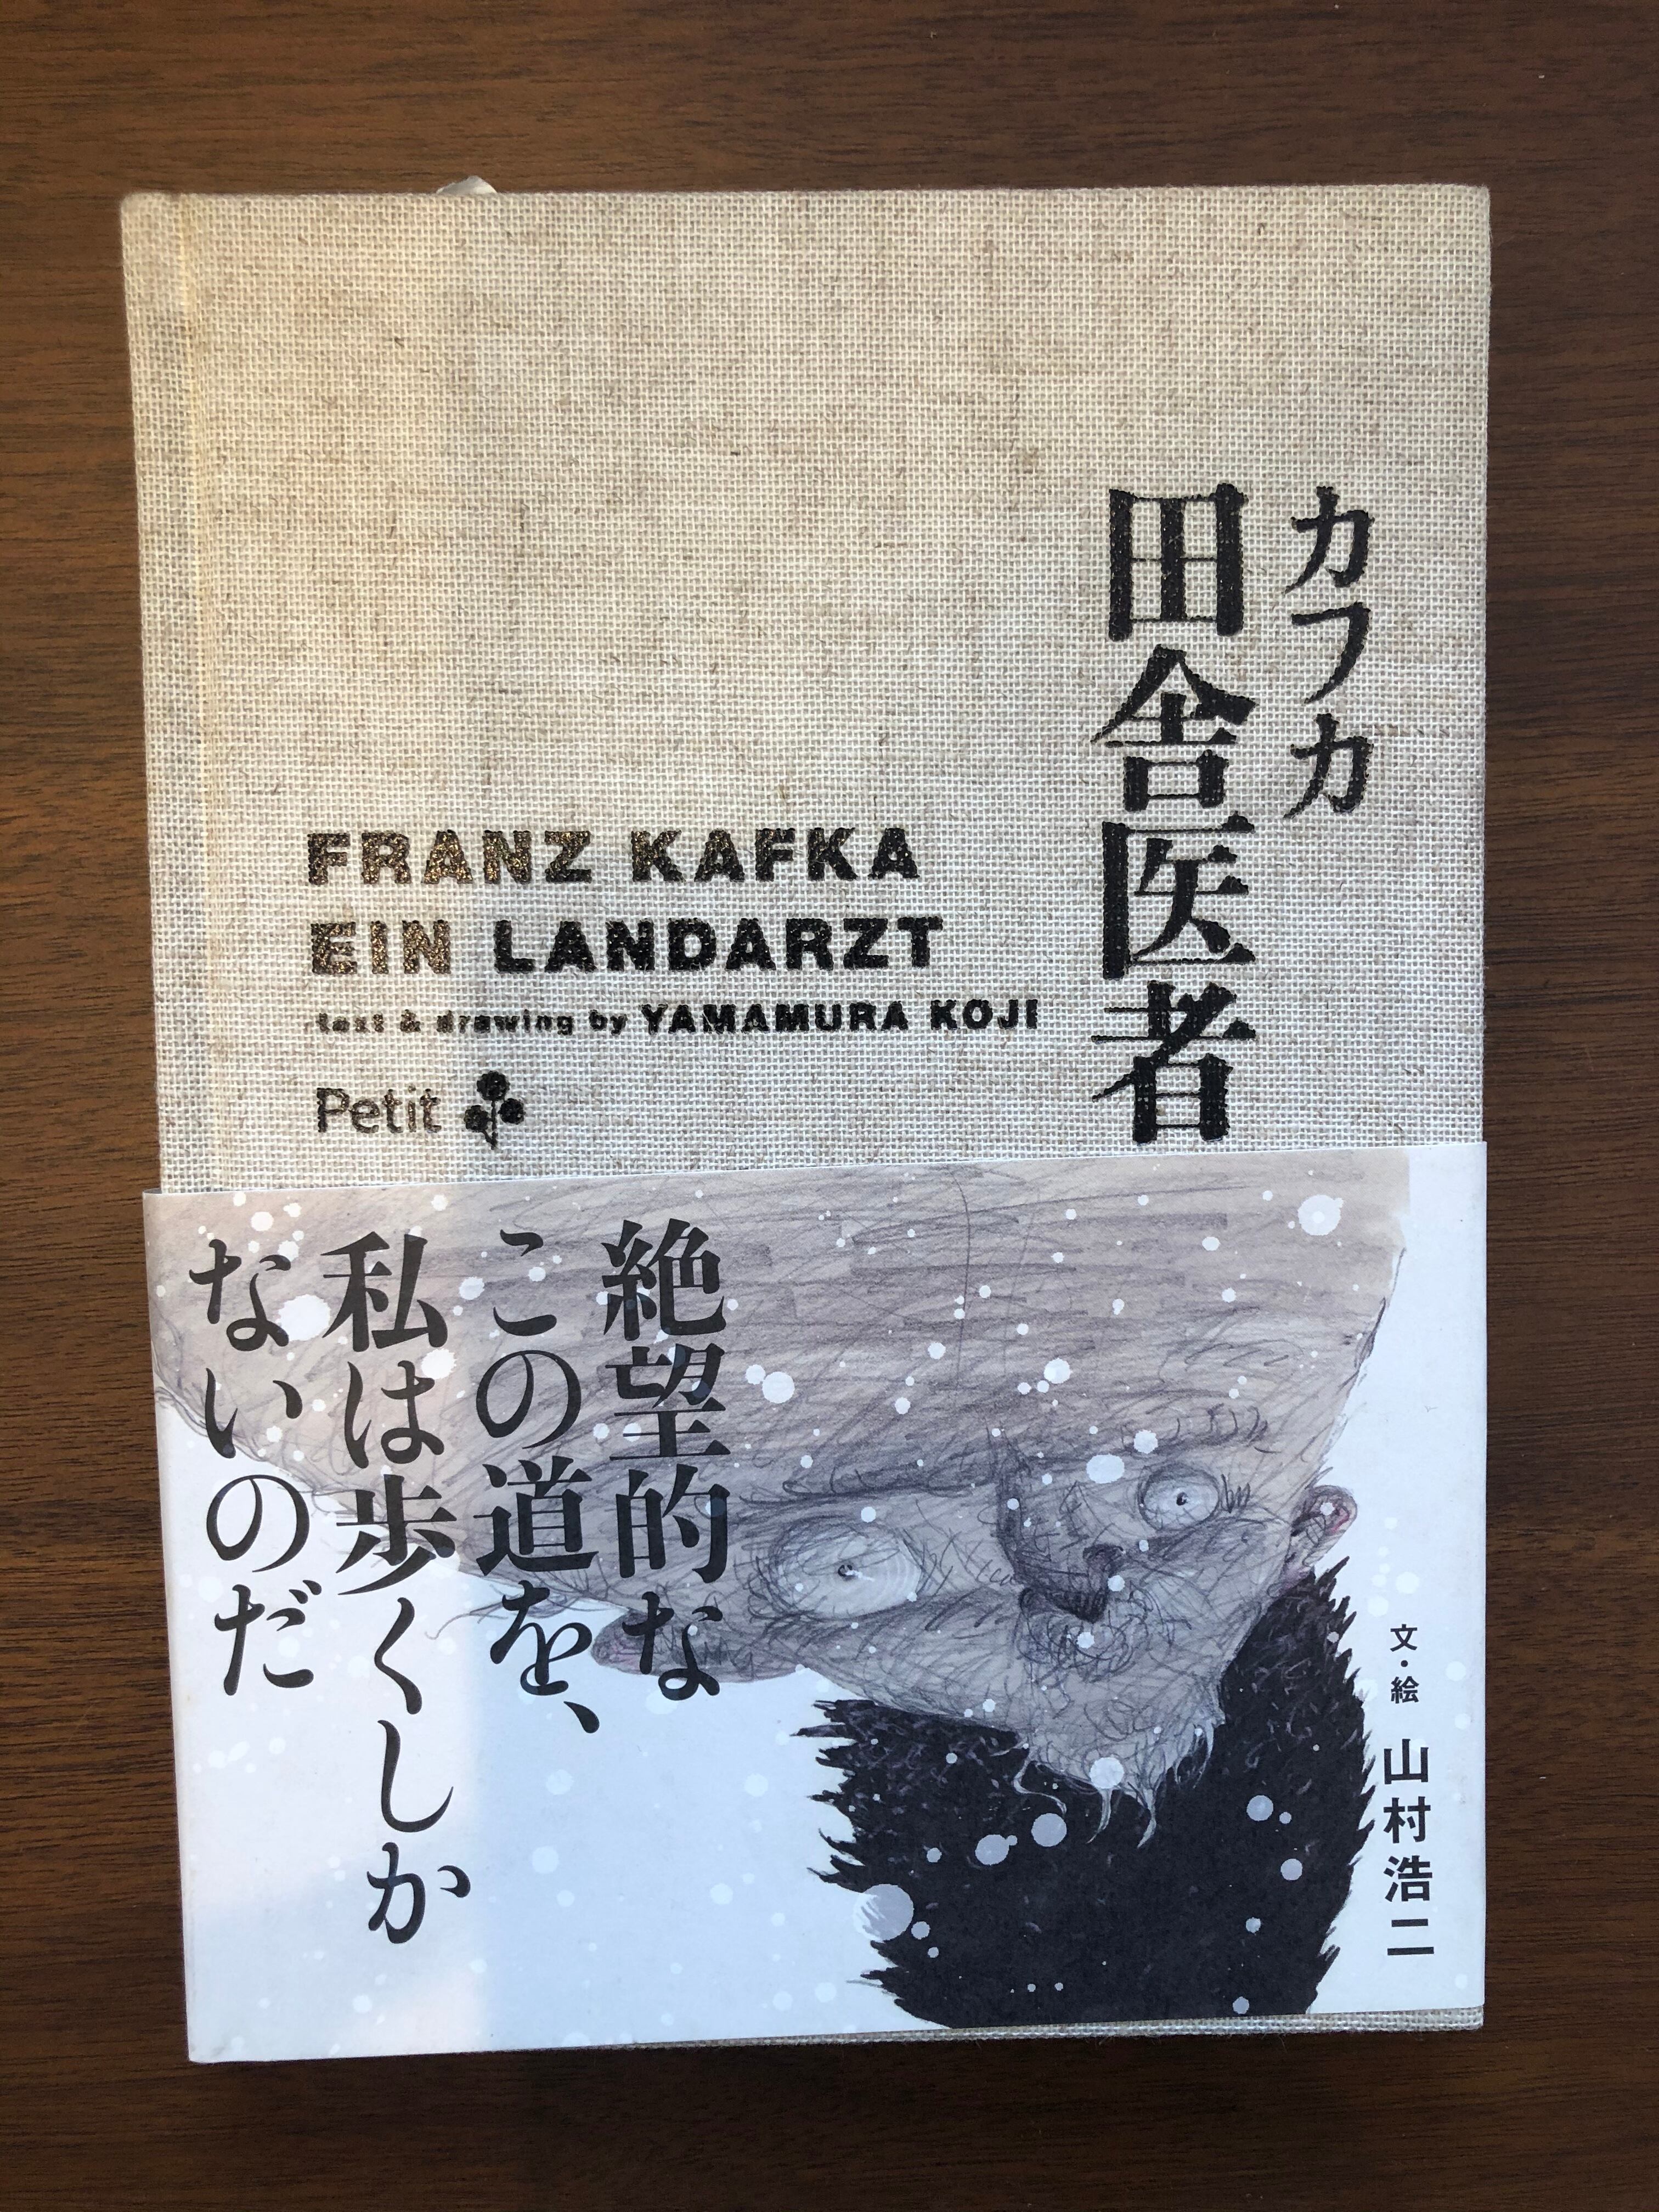 カフカ
田舎医者
FRANZ KAFKA
EIN LANDARZT
text & drawing by YAMAMURA KOJI
Petit
絶望的な
この道を、
私は歩くしか
ないのだ
文・絵 山村浩二